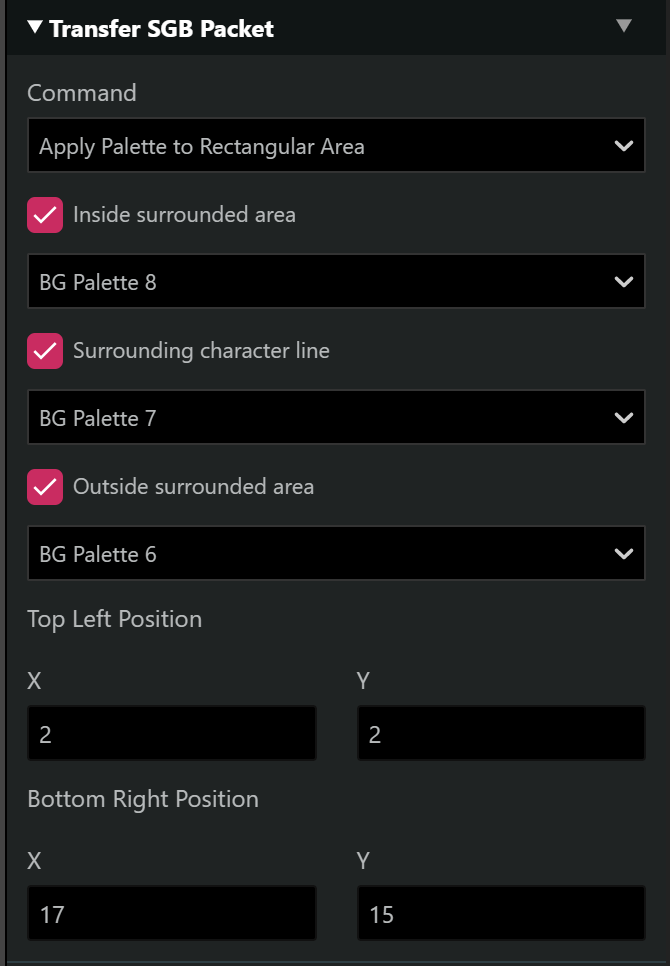 Transfer SGB Packet
Command
Apply Palette to Rectangular Area
Inside surrounded area
BG Palette 8
Surrounding character line
BG Palette 7
Outside surrounded area
BG Palette 6
Top Left Position
X Y
2 2
Bottom Right Position
X Y
17 15